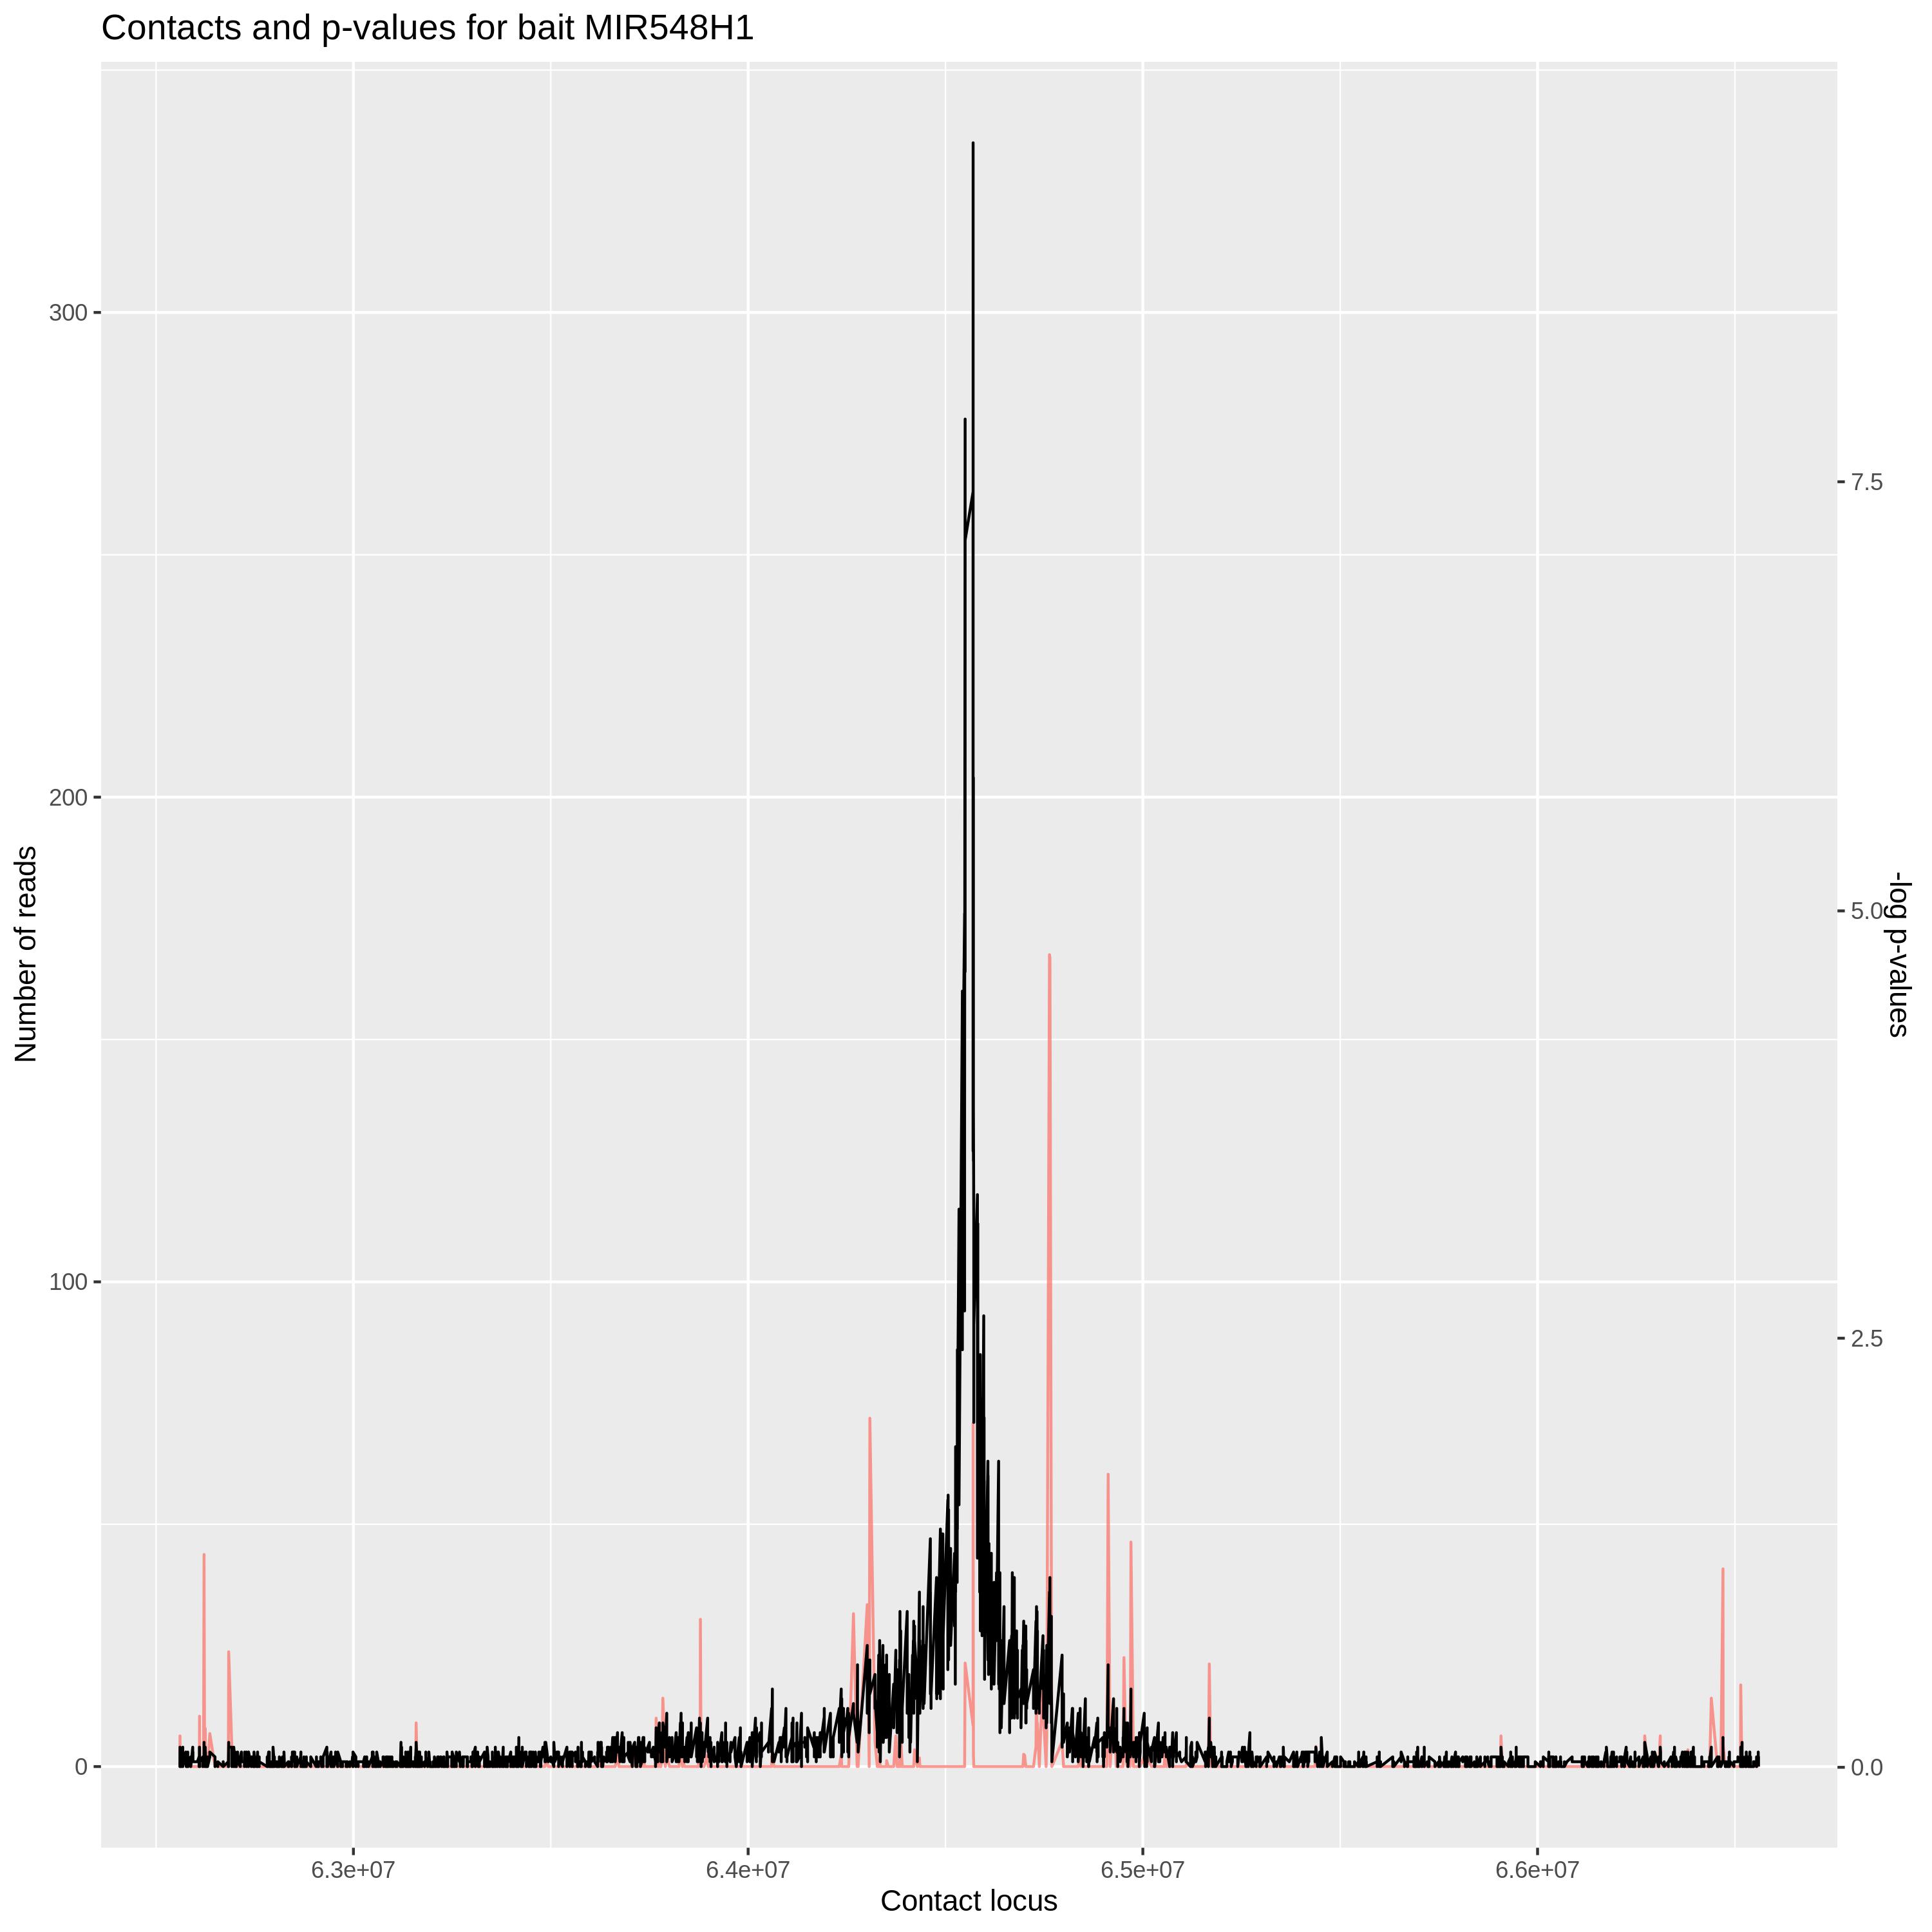 Contacts and p-values for bait MIR548H1
300
200
100
0
Number of reads
7.5
5.0
2.5
0.0
-log p-values
6.3e+07 6.4e+07 6.5e+07 6.6e+07
Contact locus